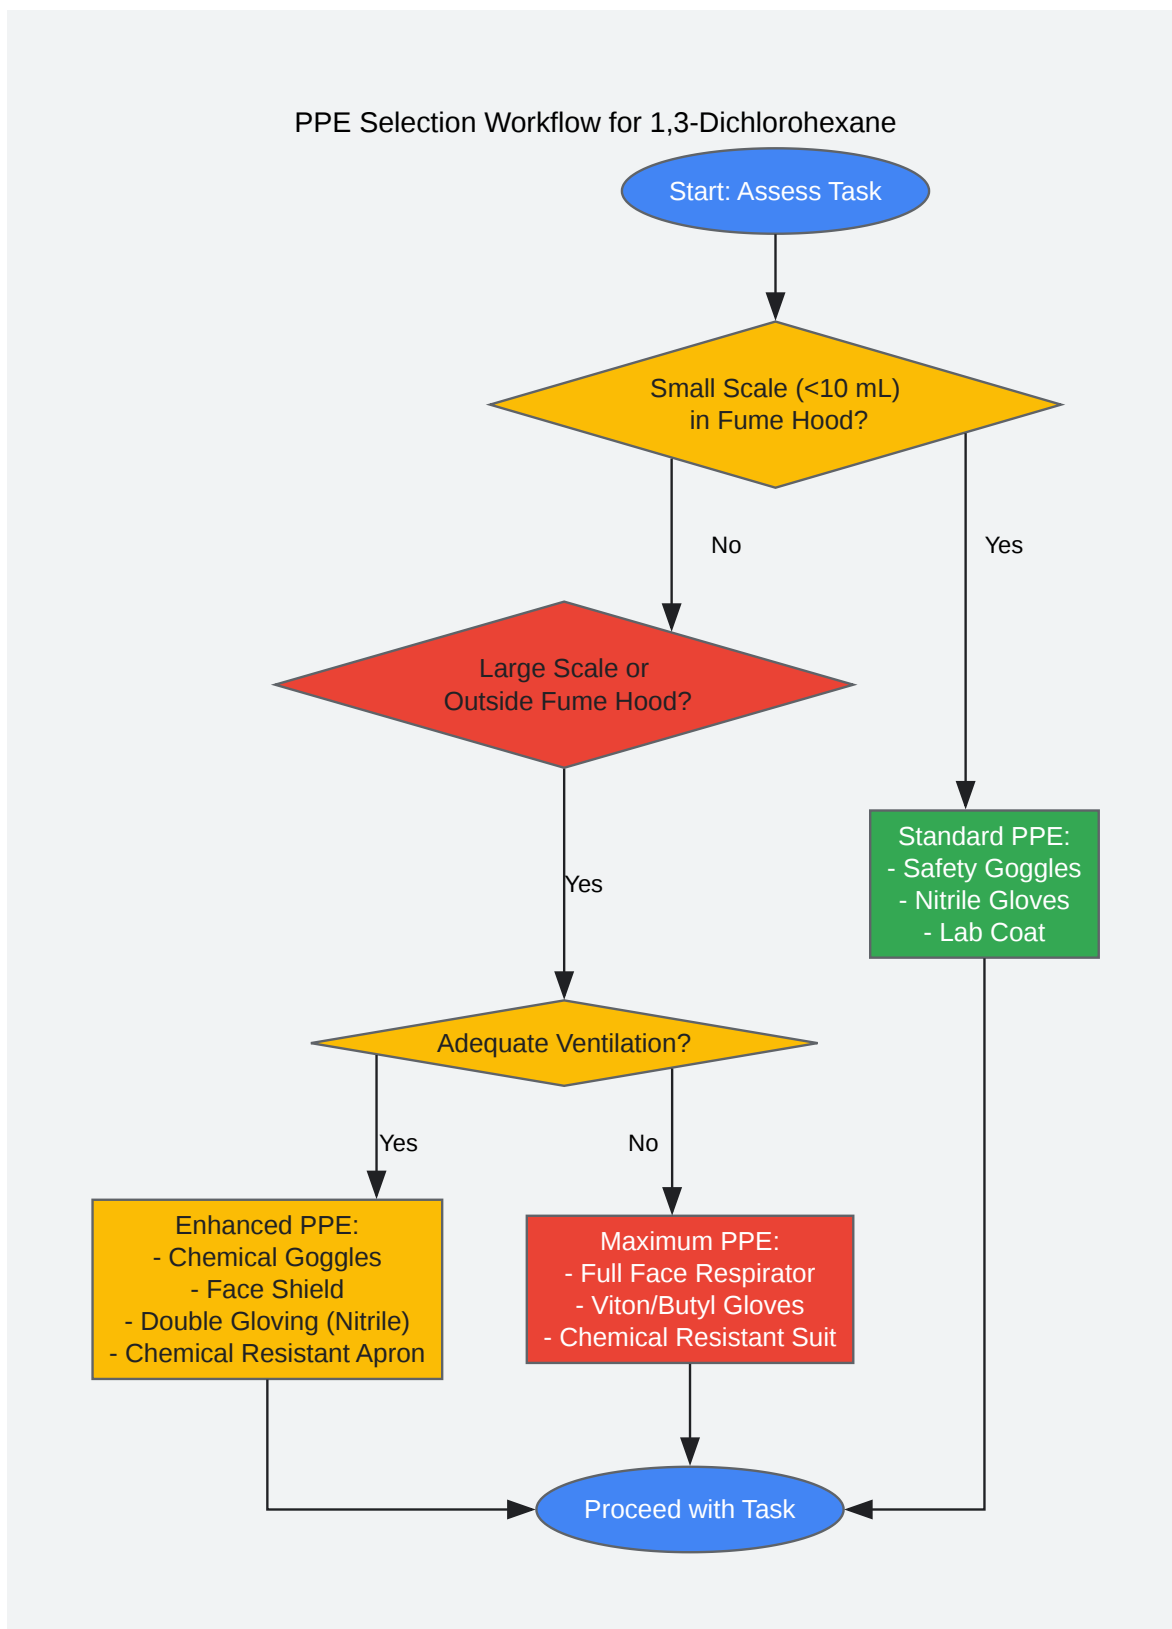 PPE Selection Workflow for 1,3-Dichlorohexane
Start: Assess Task
Small Scale (<10 mL)
in Fume Hood?
No
Yes
Large Scale or
Outside Fume Hood?
Standard PPE:
- Safety Goggles
- Nitrile Gloves
- Lab Coat
Yes
Adequate Ventilation?
Yes
No
Enhanced PPE:
- Chemical Goggles
- Face Shield
- Double Gloving (Nitrile)
- Chemical Resistant Apron
Maximum PPE:
- Full Face Respirator
- Viton/Butyl Gloves
- Chemical Resistant Suit
Proceed with Task